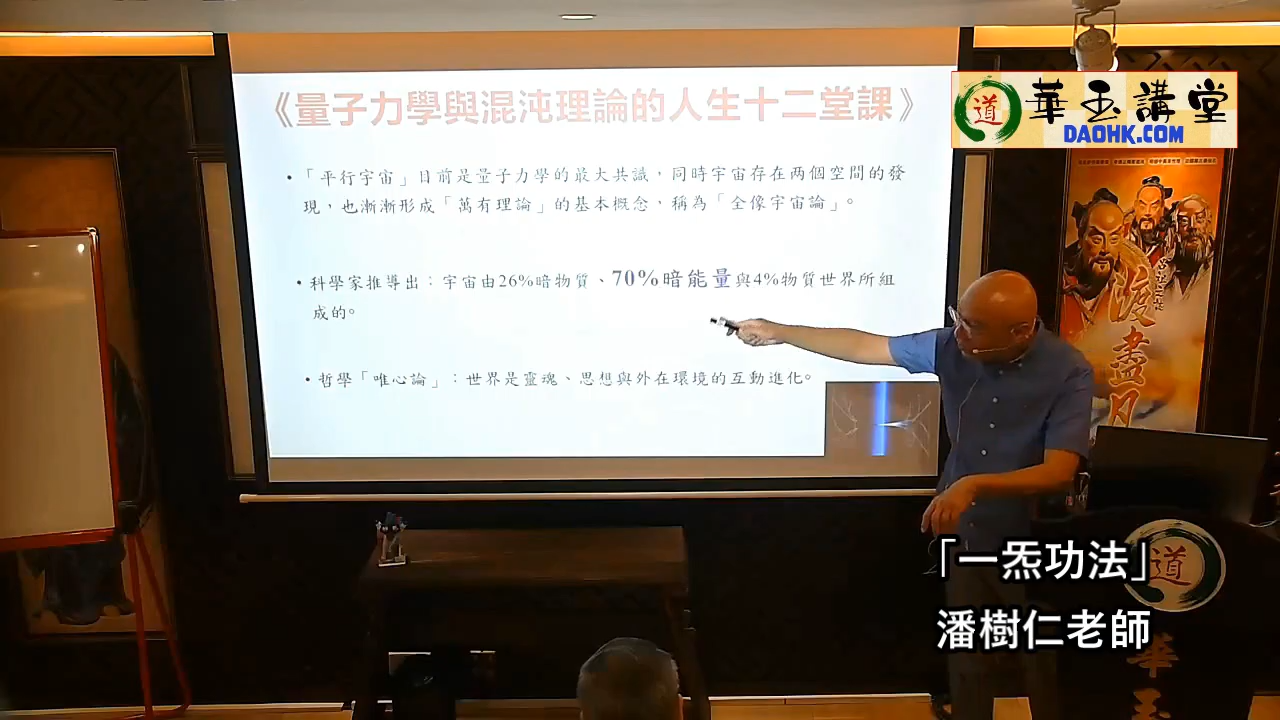 《量子力學與混沌理論的人生十二堂課》
•「平行宇宙」目前是量子力學的最大共識，同時宇宙存在两個空間的發
現，也漸漸形成「萬有理論」的基本概念，稱為「全像宇宙論」。
•科學家推導出：宇宙由26%暗物質、70%暗能量與4%物質世界所組
成的。
•哲學「唯心論」：世界是靈魂、思想與外在環境的互動進化。
道
華玉講堂
DAOHK.COM
渡盡
「一炁功法」
潘樹仁老師
道
華玉